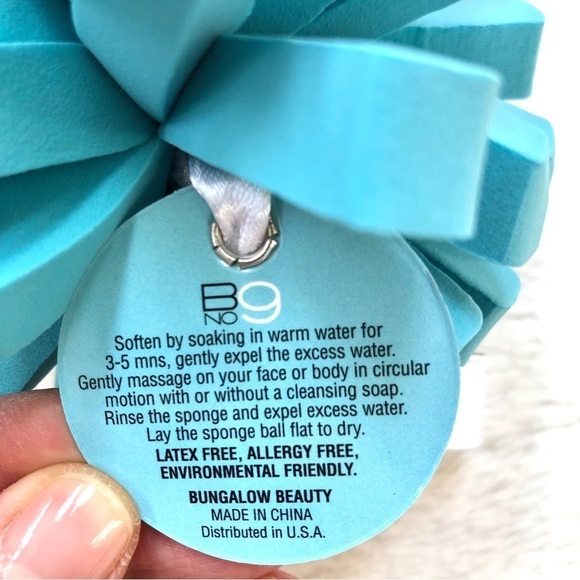 B NO 9
Soften by soaking in warm water for
3-5 mns, gently expel the excess water.
Gently massage on your face or body in circular
motion with or without a cleansing soap.
Rinse the sponge and expel excess water.
Lay the sponge ball flat to dry.
LATEX FREE, ALLERGY FREE,
ENVIRONMENTAL FRIENDLY.
BUNGALOW BEAUTY
MADE IN CHINA
Distributed in U.S.A.